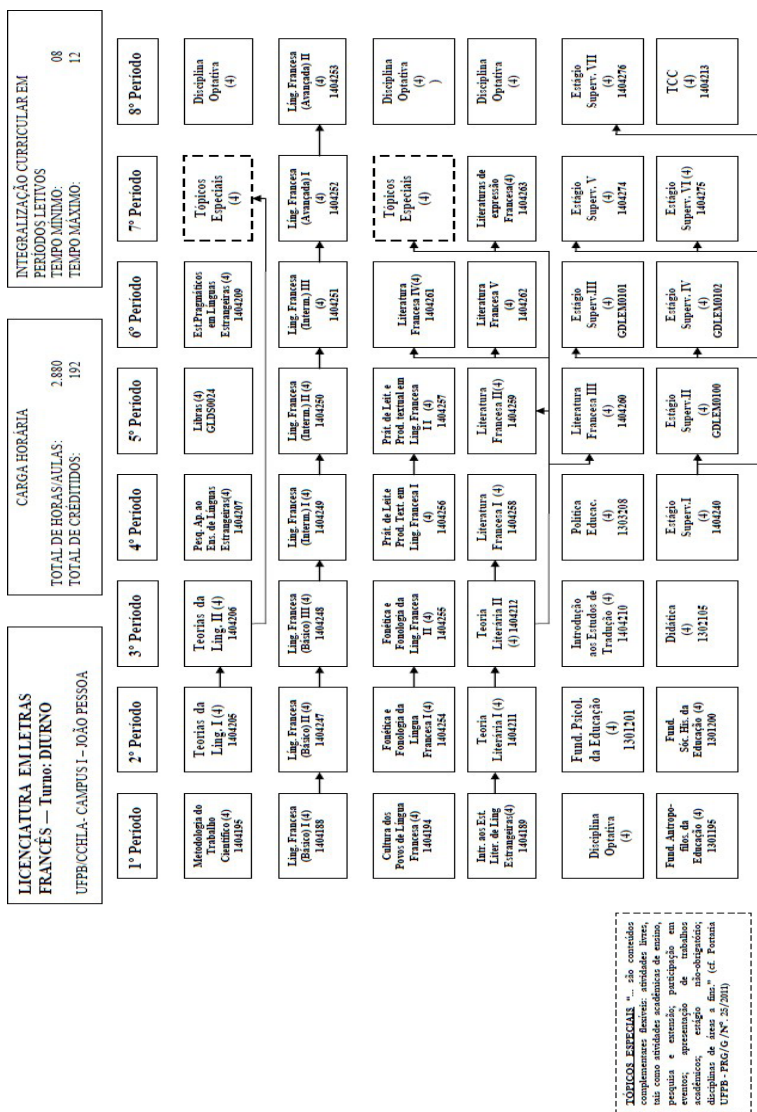 LICENCIATURA EM LETRAS
FRANCÊS – Turno: DIURNO
UFPB/CCHLA- CAMPUS I – JOÃO PESSOA
CARGA HORÁRIA
TOTAL DE HORAS/AULAS: 2.880
TOTAL DE CRÉDITIDOS: 192
INTEGRALIZAÇÃO CURRICULAR EM
PERÍODOS LETIVOS 08
TEMPO MÍNIMO: 12
TEMPO MÁXIMO:
1º Período
2º Período
3º Período
4º Período
5º Período
6º Período
7º Período
8º Período
Metodologia do
Trabalho
Científico (4)
1404195
Teorias da
Ling. I (4)
1404205
Teorias da
Ling. II (4)
1404206
Pesq. Ap. ao
Ens. de Línguas
Estrangeiras(4)
1404207
Libras (4)
GLDS0024
Est.Pragmáticos
em Línguas
Estrangeiras (4)
1404209
Tópicos
Especiais
(4)
Disciplina
Optativa
(4)
Ling. Francesa
(Básico) I (4)
1404188
Ling. Francesa
(Básico) II (4)
1404247
Ling. Francesa
(Básico) III (4)
1404248
Ling. Francesa
(Interm.) I (4)
1404249
Ling. Francesa
(Interm.) II (4)
1404250
Ling. Francesa
(Interm.) III
(4)
1404251
Ling. Francesa
(Avançada) I
(4)
1404252
Ling. Francesa
(Avançada) II
(4)
1404253
Cultura dos
Povos de Língua
Francesa (4)
1404194
Fonética e
Fonologia da
Língua
Francesa I (4)
1404254
Fonética e
Fonologia da
Ling. Francesa
II (4)
1404255
Prát. de Leit.e
Prod. Text. em
Ling. Francesa I
(4)
1404256
Prát. de Leit. e
Prod. textual em
Ling. Francesa
II (4)
1404257
Literatura
Francesa IV(4)
1404261
Tópicos
Especiais
(4)
Disciplina
Optativa
(4)
)
Intr. aos Est.
Liter. de Ling
Estrangeiras(4)
1404189
Teoria
Literária I (4)
1404211
Teoria
Literária II
(4) 1404212
Literatura
Francesa I (4)
1404258
Literatura
Francesa II(4)
1404259
Literatura
Francesa V
(4)
1404262
Literaturas de
expressão
Francesa(4)
1404263
Disciplina
Optativa
(4)
Disciplina
Optativa
(4)
Fund. Psicol.
da Educação
(4)
1301201
Introdução
aos Estudos de
Tradução (4)
1404210
Política
Educac.
(4)
1303208
Literatura
Francesa III
(4)
1404260
Estágio
Superv.III
(4)
GDLEM0101
Estágio
Superv. V
(4)
1404274
Estágio
Superv. VII
(4)
1404276
Fund. Antropo-
filos. da
Educação (4)
1301195
Fund.
Sóc. His. da
Educação (4)
1301200
Didática
(4)
1302105
Estágio
Superv.I
(4)
1404240
Estágio
Superv.II
(4)
GDLEM0100
Estágio
Superv. IV
(4)
GDLEM0102
Estágio
Superv. VI (4)
1404275
TCC
(4)
1404213
TÓPICOS ESPECIAIS "... são conteúdos
complementares flexíveis: atividades livres,
tais como atividades acadêmicas de ensino,
pesquisa e extensão; participação em
eventos; apresentação de trabalhos
acadêmicos; estágio não-obrigatório;
disciplinas de áreas a fins." (cf. Portaria
UFPB - PRG/G /Nº. 25/2011)